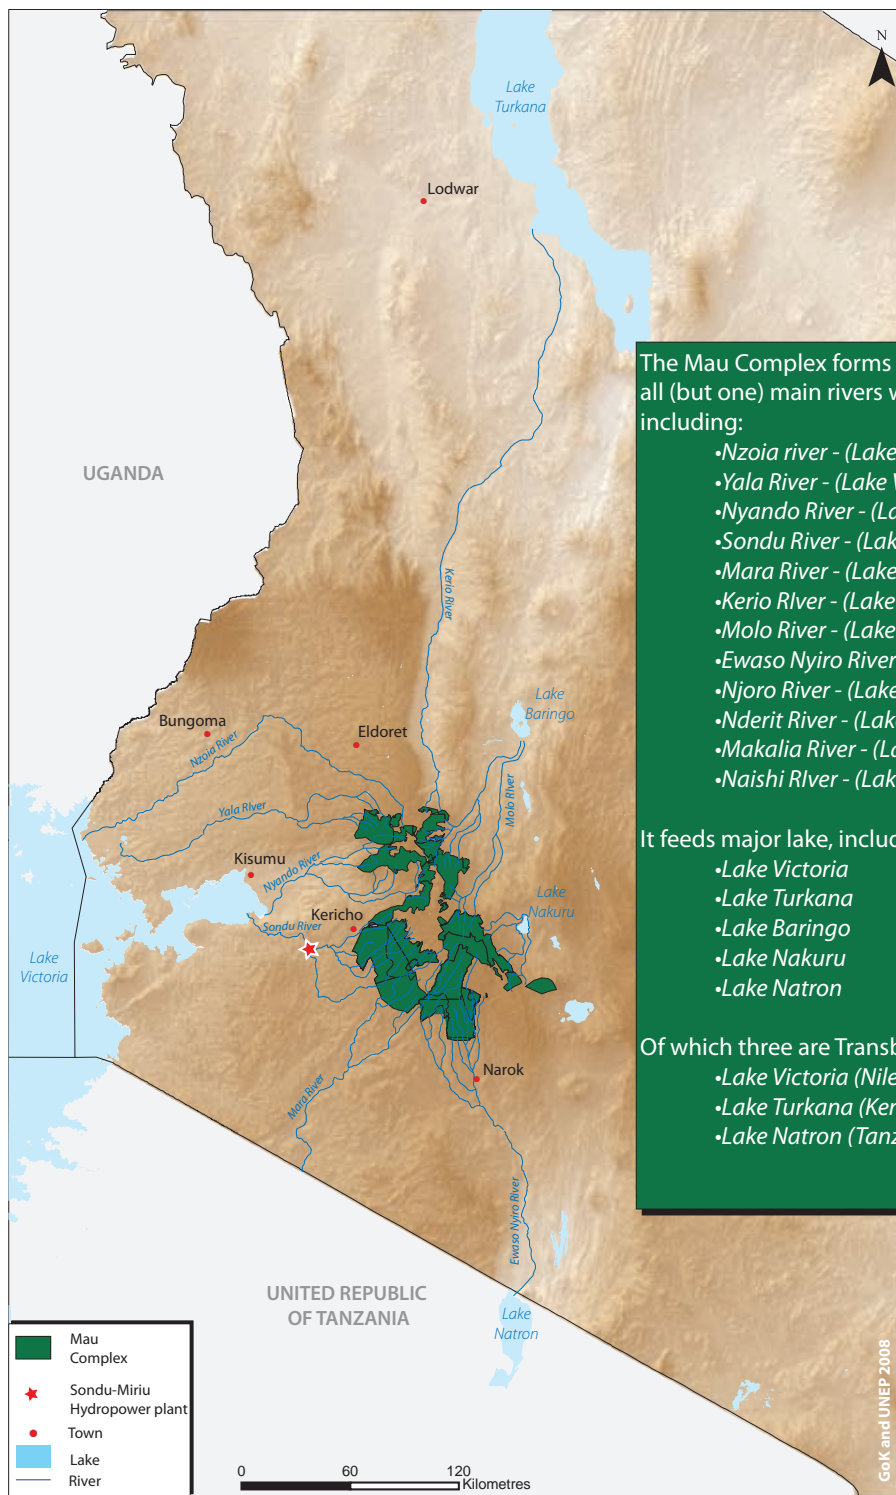 N
Lake
Turkana
Lodwar
The Mau Complex forms
all (but one) main rivers w
including:
•Nzoia river - (Lake
•Yala River - (Lake V
•Nyando River - (La
•Sondu River - (Lak
•Mara River - (Lake
•Kerio RIver - (Lake
•Molo River - (Lake
•Ewaso Nyiro River
•Njoro River - (Lake
•Nderit River - (Lak
•Makalia River - (La
•Naishi RIver - (Lak
It feeds major lake, includ
•Lake Victoria
•Lake Turkana
•Lake Baringo
•Lake Nakuru
•Lake Natron
Of which three are Transb
•Lake Victoria (Nile
•Lake Turkana (Ker
•Lake Natron (Tanz
UGANDA
Kerio River
Lake
Baringo
Bungoma
Eldoret
Nzoia River
Molo RIver
Yala RIver
Kisumu
Nyando River
Lake
Nakuru
Kericho
Sondu River
Lake
Victoria
Narok
Mara River
Ewaso Nyiro River
UNITED REPUBLIC
OF TANZANIA
Lake
Natron
Mau
Complex
Sondu-Miriu
Hydropower plant
Town
Lake
River
0 60 120
Kilometres
GoK and UNEP 2008